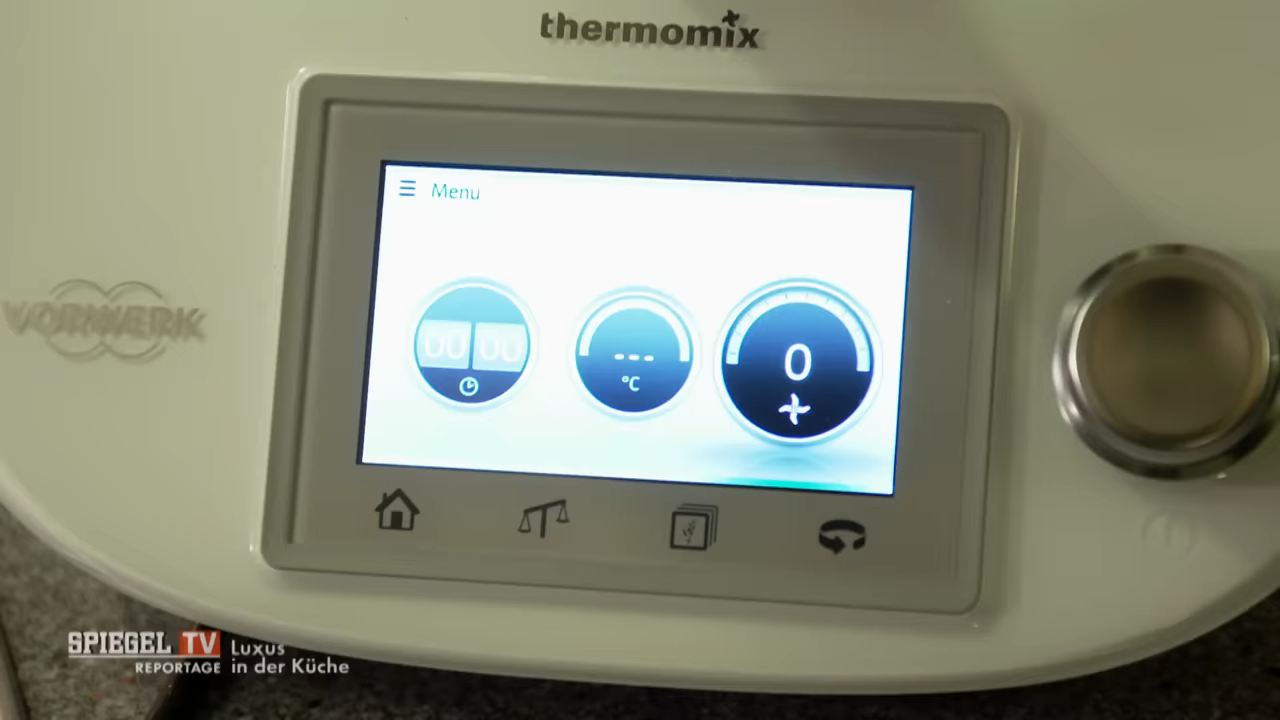 thermomix
Menu
VORWERK
00 00
---
°C
0
SPIEGEL TV
REPORTAGE
Luxus
in der Küche